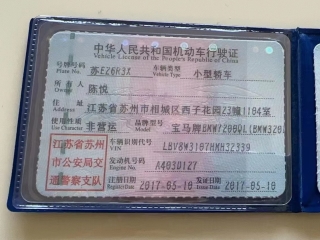 中华人民共和国机动车行驶证
Vehicle License of the People's Republic of China
号牌号码 苏EZ6R3X 车辆类型 小型轿车
Plate No. Vehicle Type
所有人 陈悦
Owner
住址 江苏省苏州市相城区西子花园23幢1104室
Address
使用性质 非营运 品牌型号 宝马牌BMW7200QL(BMW320
Use Character Model
江苏省苏州市公安局交通警察支队
车辆识别代号 LBV8W3107HMH32339
VIN
发动机号码 A403D127
Engine No.
注册日期 2017-05-10 发证日期 2017-05-10
Register Date Issue Date